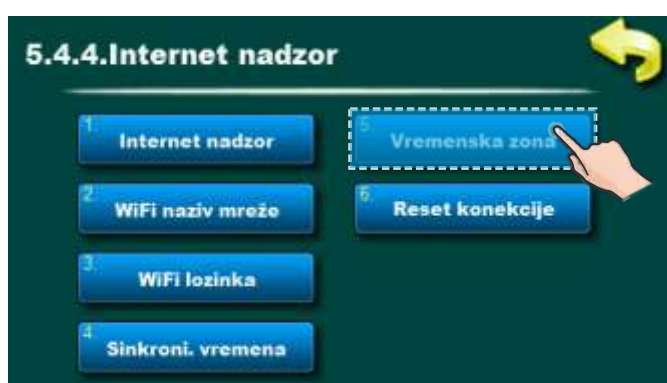 5.4.4.Internet nadzor
1. Internet nadzor
2. WiFi naziv mreže
3. WiFi lozinka
4. Sinkroni. vremena
5. Vremenska zona
6. Reset konekcije